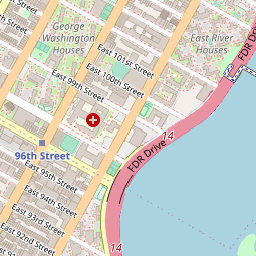 George
Washington
Houses
East River
Houses
East 101st Street
East 100th Street
East 99th Street
FDR Drive
14
96th Street
FDR Drive
East 95th Street
East 94th Street
East 93rd Street
East 92nd Street
14